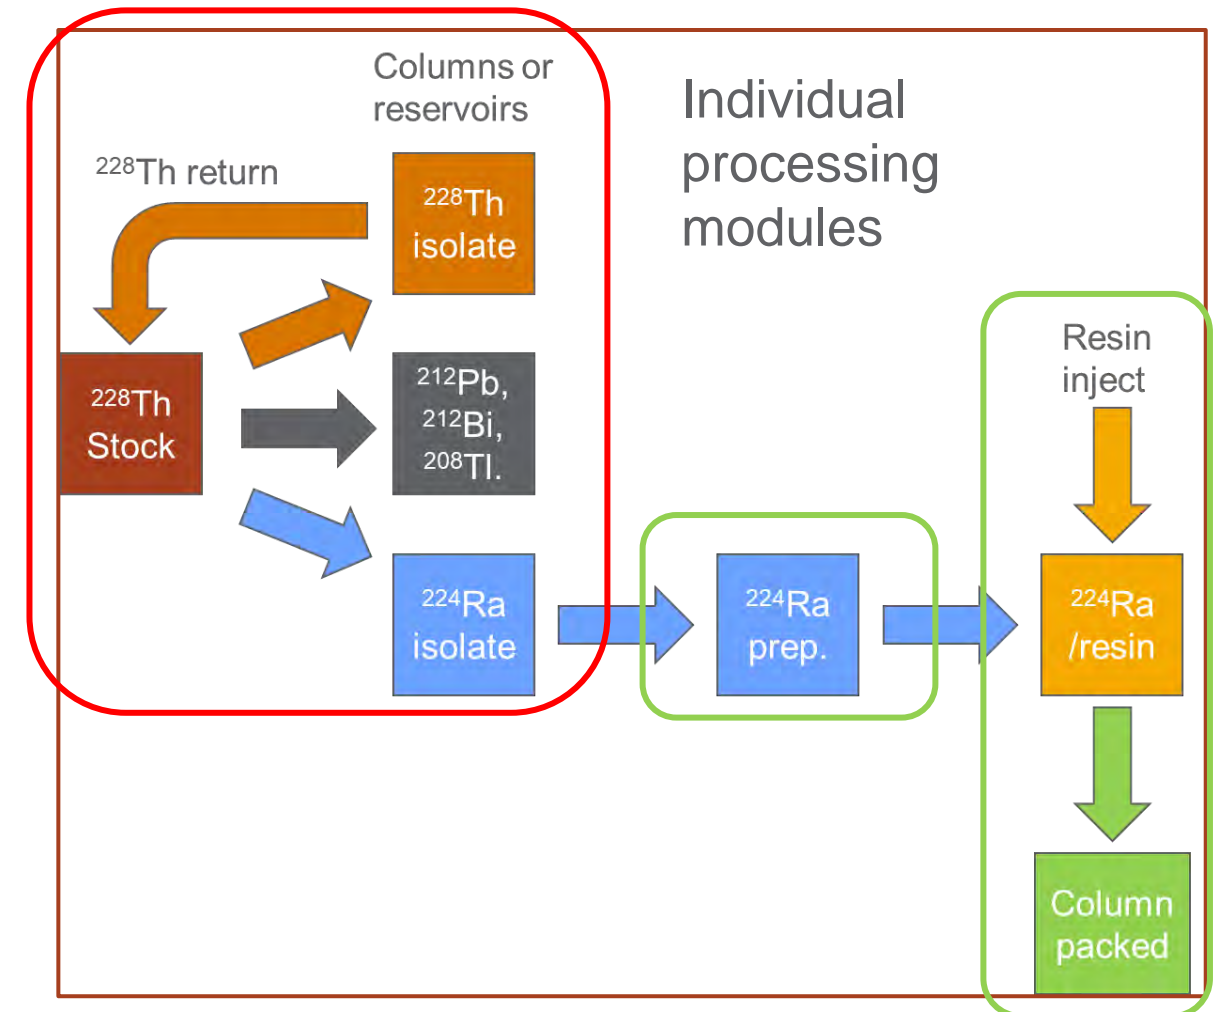 Columns or
reservoirs
Individual
processing
modules
²²⁸Th return
²²⁸Th
isolate
Resin
inject
²²⁸Th
Stock
²¹²Pb,
²¹²Bi,
²⁰⁸Tl.
²²⁴Ra
isolate
²²⁴Ra
prep.
²²⁴Ra
/resin
Column
packed